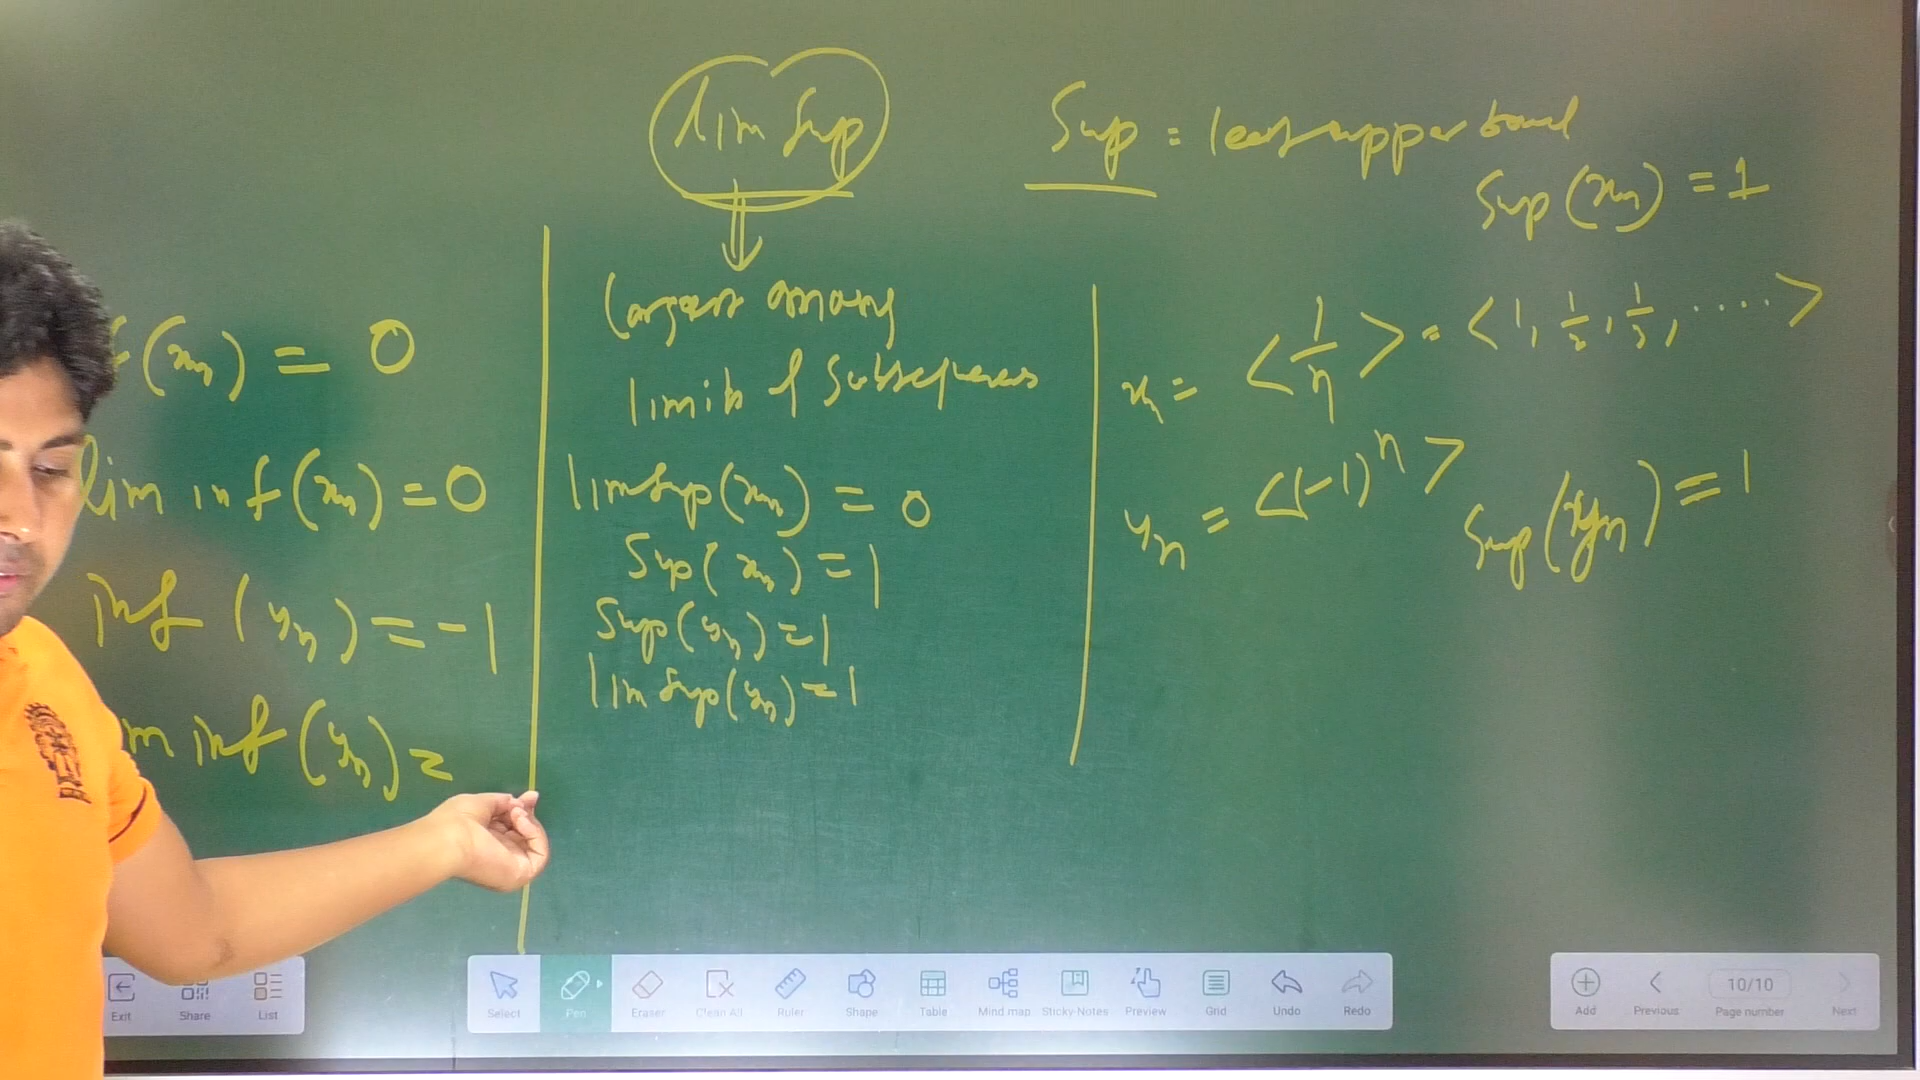 lim sup
Sup = least upper bound
Sup (xn) = 1
f(xn) = 0
lim inf (xn) = 0
inf (yn) = -1
m inf (yn) =
largest among
limits of subsequences
lim sup (xn) = 0
Sup (xn) = 1
Sup (yn) = 1
lim Sup (yn) = 1
xn = < 1/n > = < 1, 1/2, 1/3, ..... >
yn = < (-1)^n >
Sup (yn) = 1
Exit
Share
List
Select
Pen
Eraser
Clean All
Ruler
Shape
Table
Mind map
Sticky-Notes
Preview
Grid
Undo
Redo
Add
Previous
10/10
Page number
Next